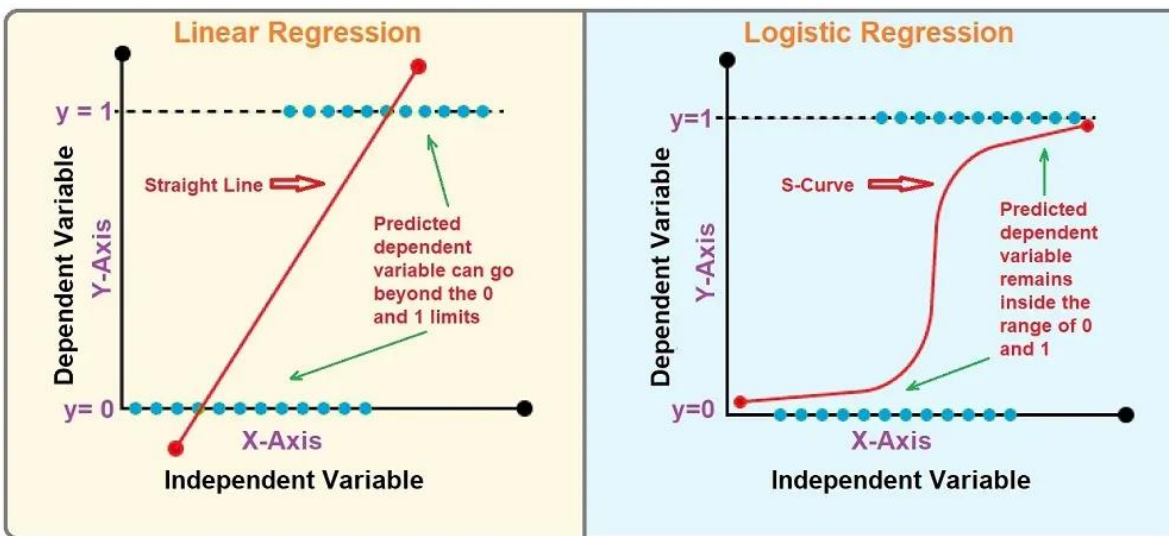 Linear Regression
y = 1
Dependent Variable
Y-Axis
Straight Line
Predicted
dependent
variable can go
beyond the 0
and 1 limits
y= 0
X-Axis
Independent Variable
Logistic Regression
y=1
Dependent Variable
Y-Axis
S-Curve
Predicted
dependent
variable
remains
inside the
range of 0
and 1
y=0
X-Axis
Independent Variable